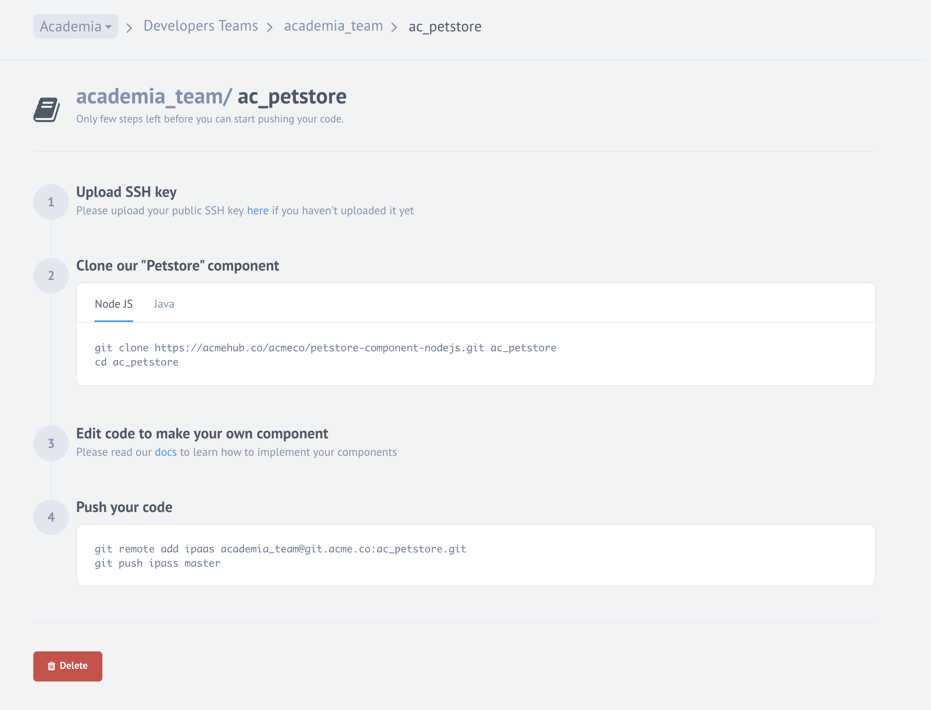 Academia > Developers Teams > academia_team > ac_petstore
academia_team/ ac_petstore
Only few steps left before you can start pushing your code.
1
Upload SSH key
Please upload your public SSH key here if you haven't uploaded it yet
2
Clone our "Petstore" component
Node JS Java
git clone https://acmehub.co/acmeco/petstore-component-nodejs.git ac_petstore
cd ac_petstore
3
Edit code to make your own component
Please read our docs to learn how to implement your components
4
Push your code
git remote add ipaas academia_team@git.acme.co:ac_petstore.git
git push ipass master
Delete